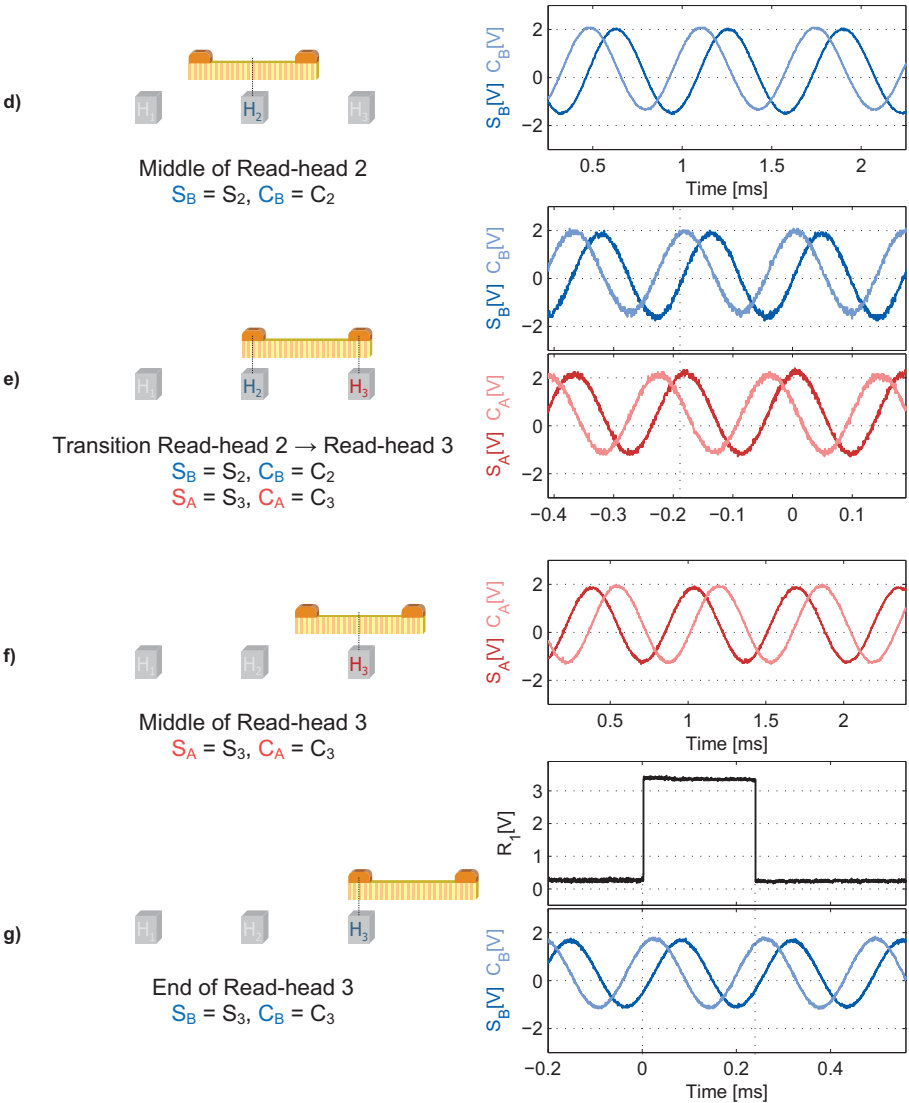 d)
H1
H2
H3
Middle of Read-head 2
SB = S2, CB = C2
SB[V] CB[V]
2
0
−2
0.5
1
1.5
2
Time [ms]
e)
H1
H2
H3
Transition Read-head 2 → Read-head 3
SB = S2, CB = C2
SA = S3, CA = C3
SB[V] CB[V]
2
0
−2
SA[V] CA[V]
2
0
−2
−0.4
−0.3
−0.2
−0.1
0
0.1
f)
H1
H2
H3
Middle of Read-head 3
SA = S3, CA = C3
SA[V] CA[V]
2
0
−2
0.5
1
1.5
2
Time [ms]
g)
H1
H2
H3
End of Read-head 3
SB = S3, CB = C3
R1[V]
3
2
1
0
SB[V] CB[V]
2
0
−2
−0.2
0
0.2
0.4
Time [ms]